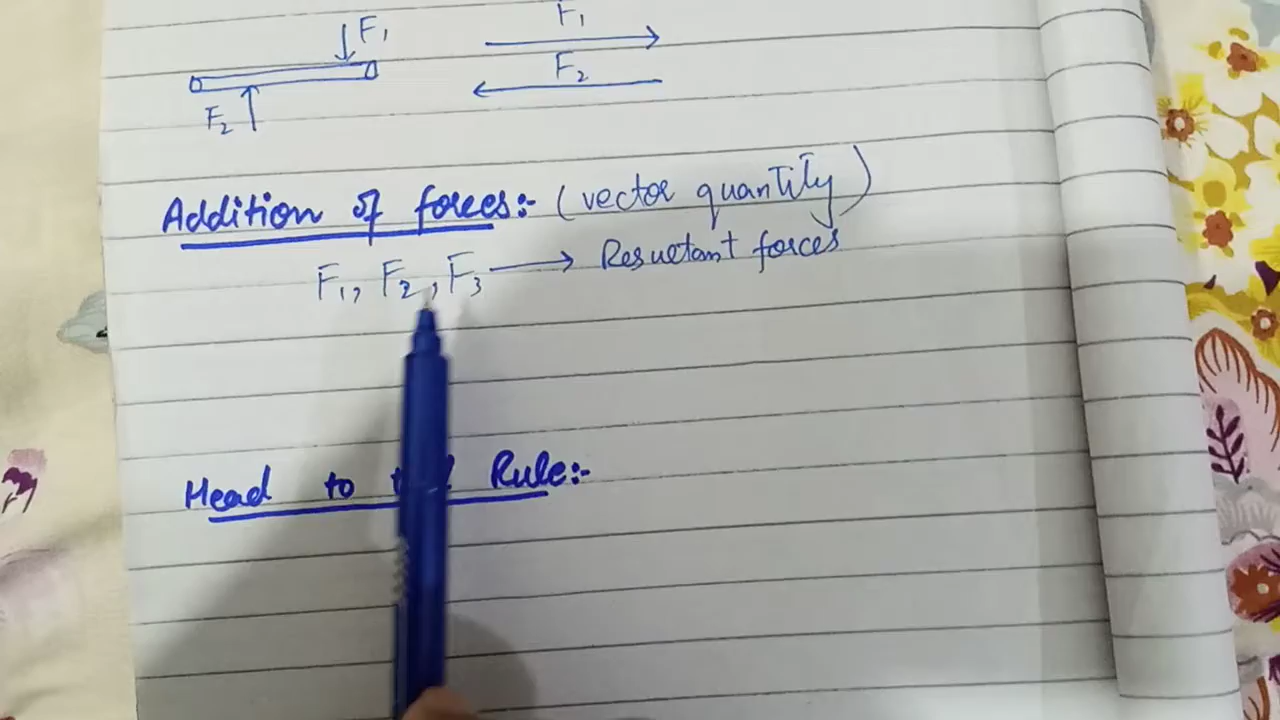 F₁ F₁
F₂ F₂
Addition of forces:- (vector quantity)
F₁, F₂, F₃ → Resultant forces
Head to Rule:-